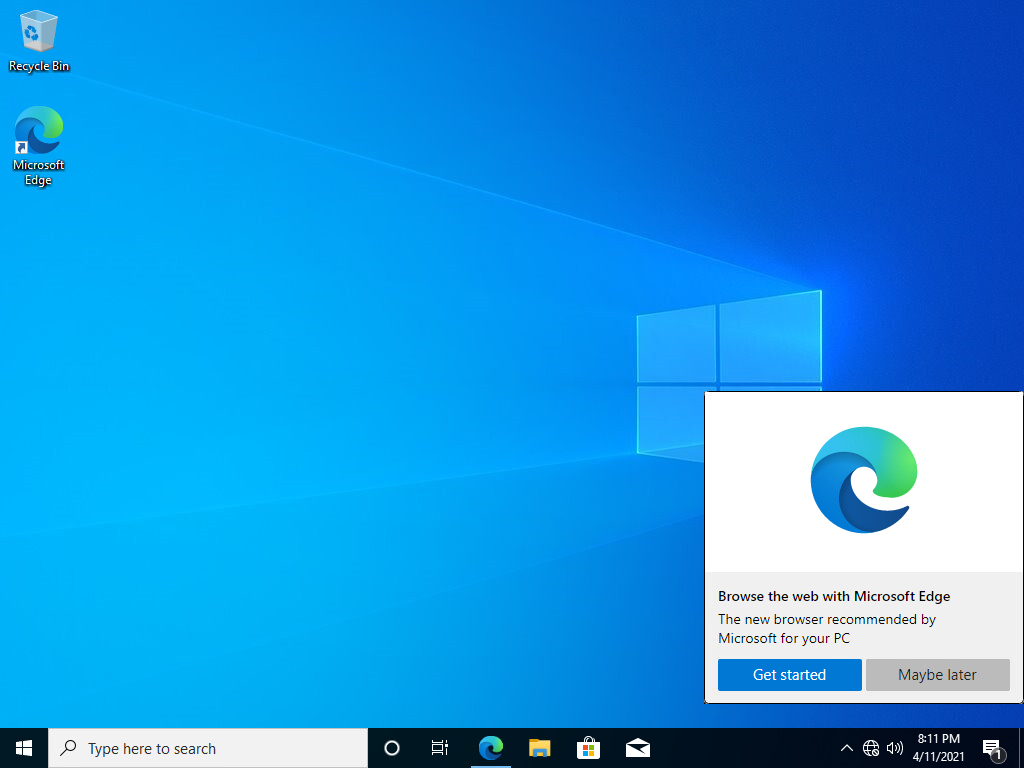 Recycle Bin
Microsoft
Edge
Browse the web with Microsoft Edge
The new browser recommended by
Microsoft for your PC
Get started
Maybe later
Type here to search
8:11 PM
4/11/2021
1